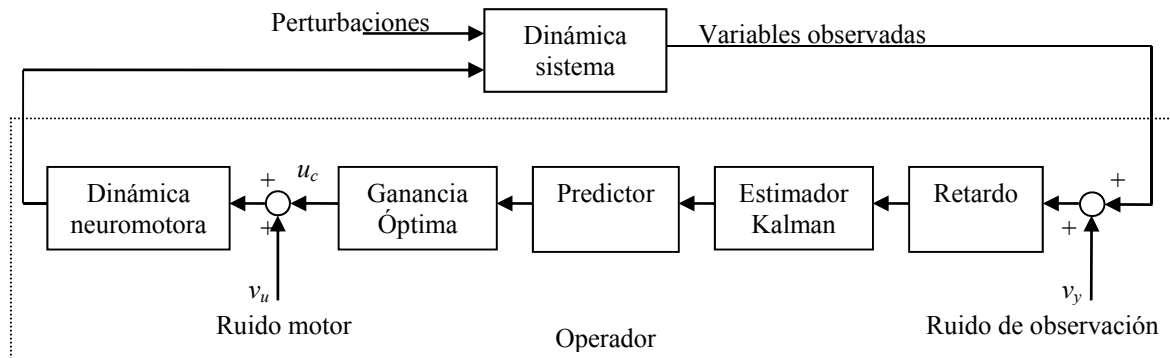 Perturbaciones
Dinámica
sistema
Variables observadas
Dinámica
neuromotora
+
+
u_c
Ganancia
Óptima
Predictor
Estimador
Kalman
Retardo
+
+
v_u
Ruido motor
Operador
v_y
Ruido de observación